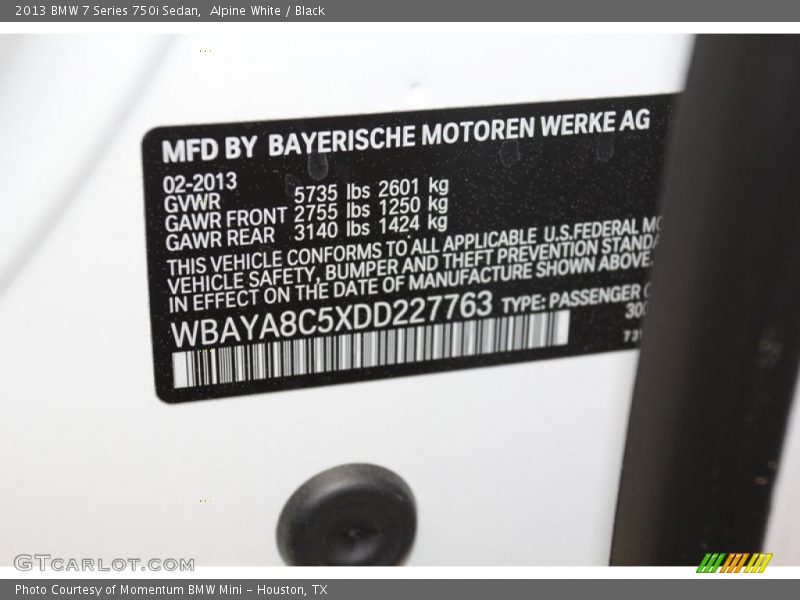 2013 BMW 7 Series 750i Sedan, Alpine White / Black
MFD BY BAYERISCHE MOTOREN WERKE AG
02-2013
GVWR 5735 lbs 2601 kg
GAWR FRONT 2755 lbs 1250 kg
GAWR REAR 3140 lbs 1424 kg
THIS VEHICLE CONFORMS TO ALL APPLICABLE U.S.FEDERAL
VEHICLE SAFETY, BUMPER AND THEFT PREVENTION
IN EFFECT ON THE DATE OF MANUFACTURE SHOWN ABOVE.
WBAYA8C5XDD227763 TYPE: PASSENGER
300
GTCARLOT.COM
Photo Courtesy of Momentum BMW Mini - Houston, TX